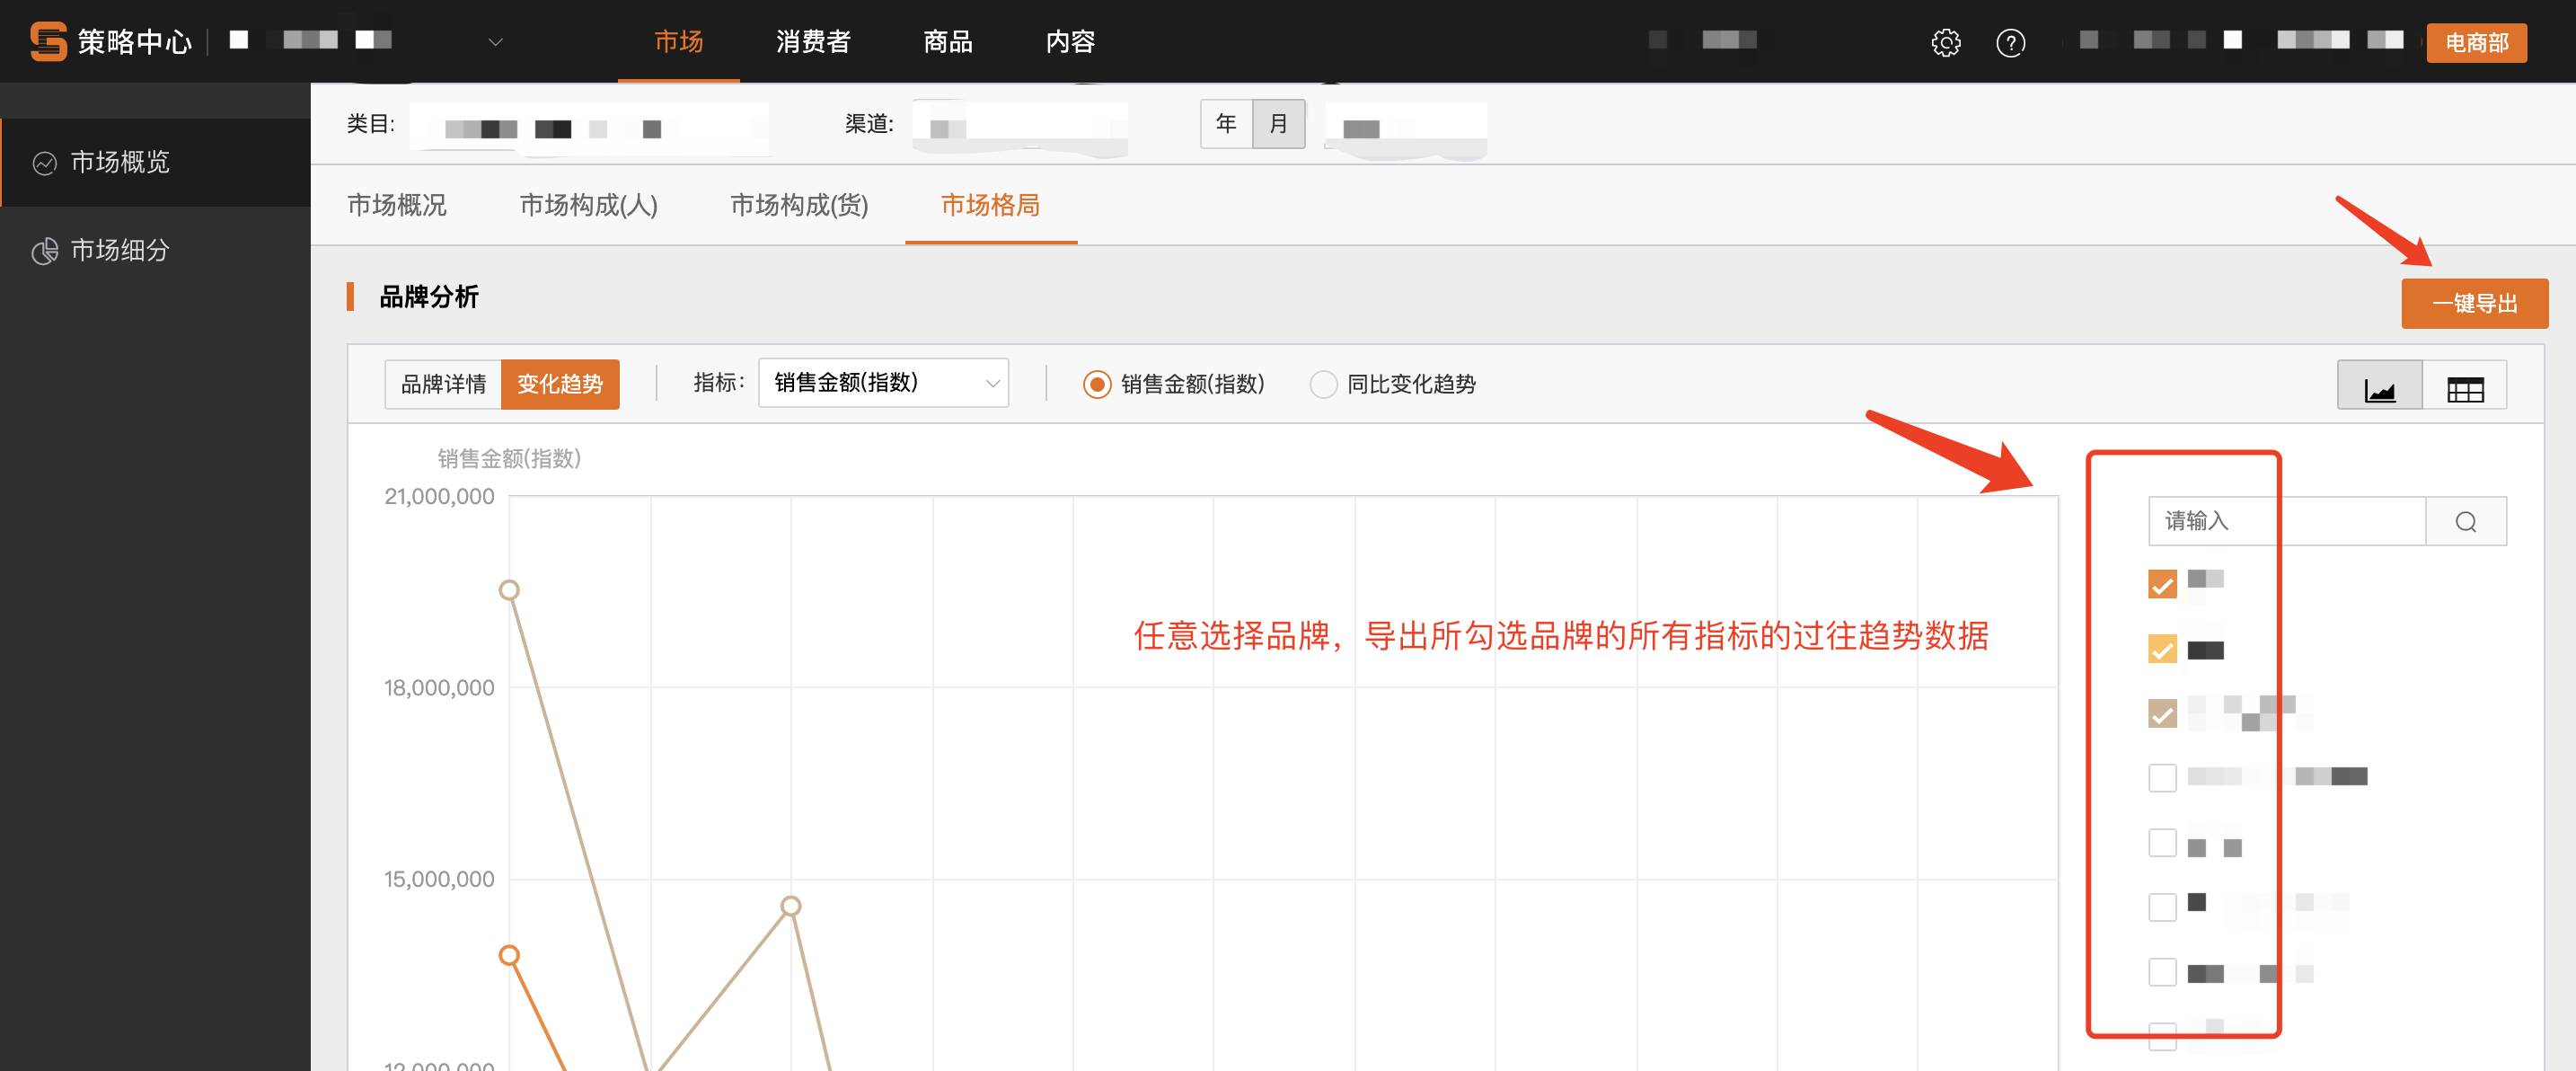 策略中心
市场
消费者
商品
内容
电商部
市场概览
市场细分
类目:
渠道:
年
月
市场概况
市场构成(人)
市场构成(货)
市场格局
品牌分析
一键导出
品牌详情
变化趋势
指标:
销售金额(指数)
销售金额(指数)
同比变化趋势
销售金额(指数)
21,000,000
18,000,000
15,000,000
12,000,000
任意选择品牌，导出所勾选品牌的所有指标的过往趋势数据
请输入